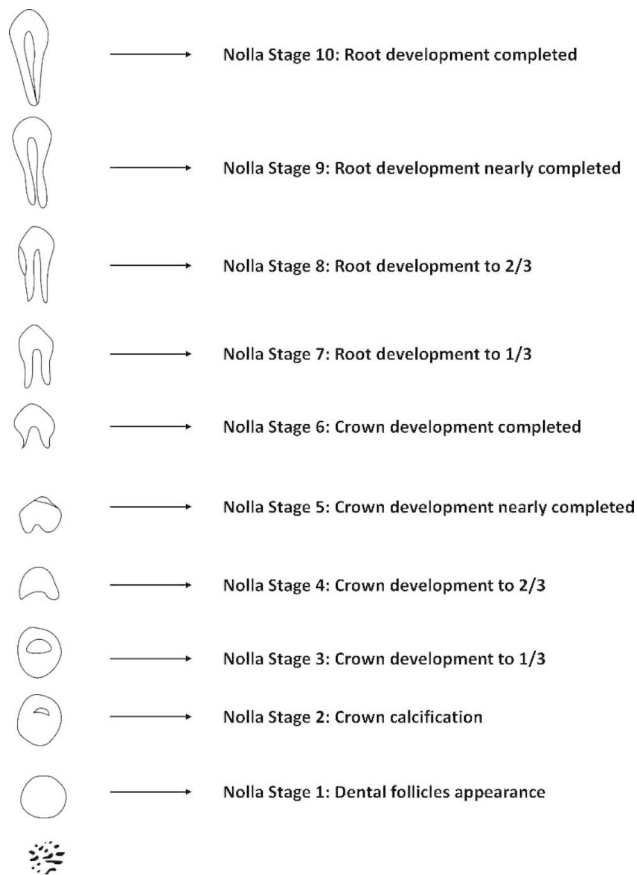 Nolla Stage 10: Root development completed
Nolla Stage 9: Root development nearly completed
Nolla Stage 8: Root development to 2/3
Nolla Stage 7: Root development to 1/3
Nolla Stage 6: Crown development completed
Nolla Stage 5: Crown development nearly completed
Nolla Stage 4: Crown development to 2/3
Nolla Stage 3: Crown development to 1/3
Nolla Stage 2: Crown calcification
Nolla Stage 1: Dental follicles appearance